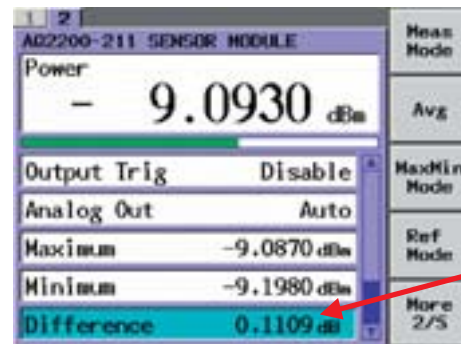 1 2
AQ2200-211 SENSOR MODULE
Power
- 9.0930 dBm
Output Trig Disable
Analog Out Auto
Maximum -9.0870 dBm
Minimum -9.1980 dBm
Difference 0.1109 dB
Meas
Mode
Avg
MaxMin
Mode
Ref
Mode
More
2/5